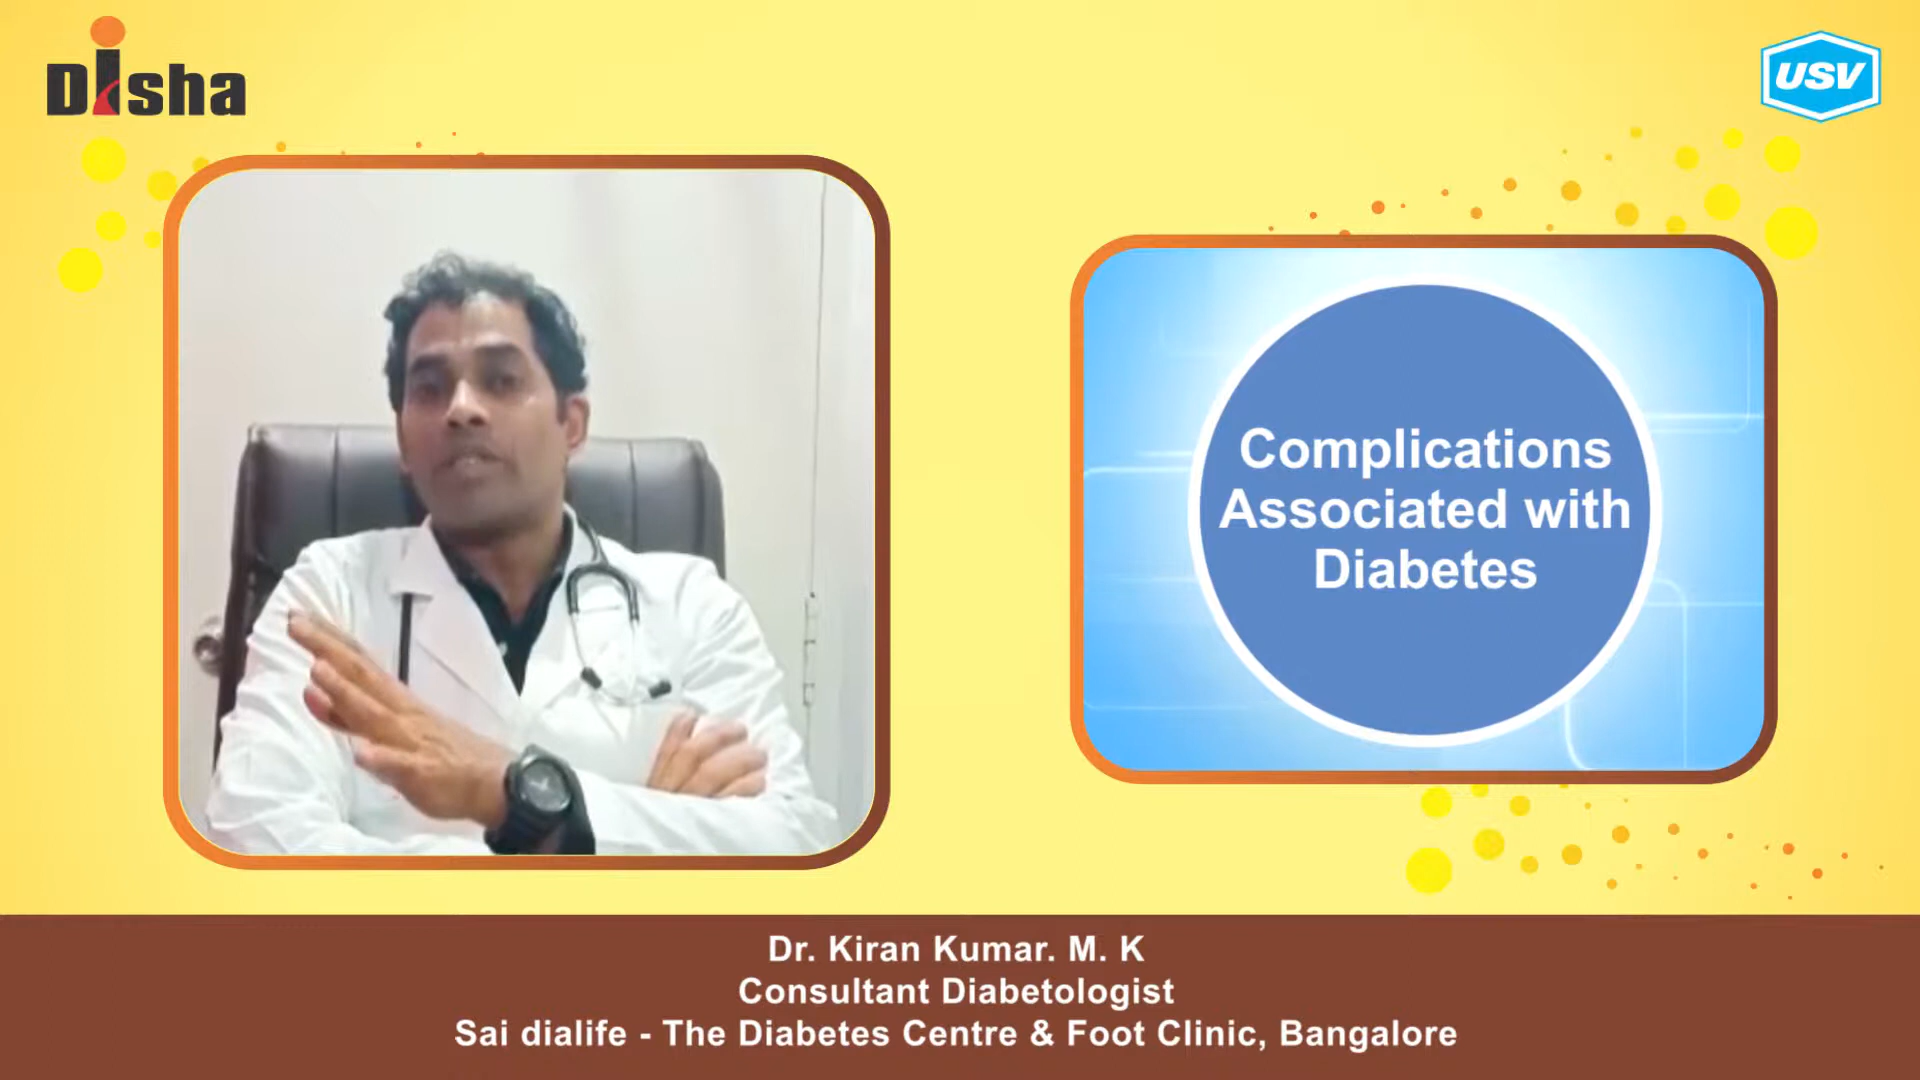 Disha
USV
Complications
Associated with
Diabetes
Dr. Kiran Kumar. M. K
Consultant Diabetologist
Sai dialife - The Diabetes Centre & Foot Clinic, Bangalore